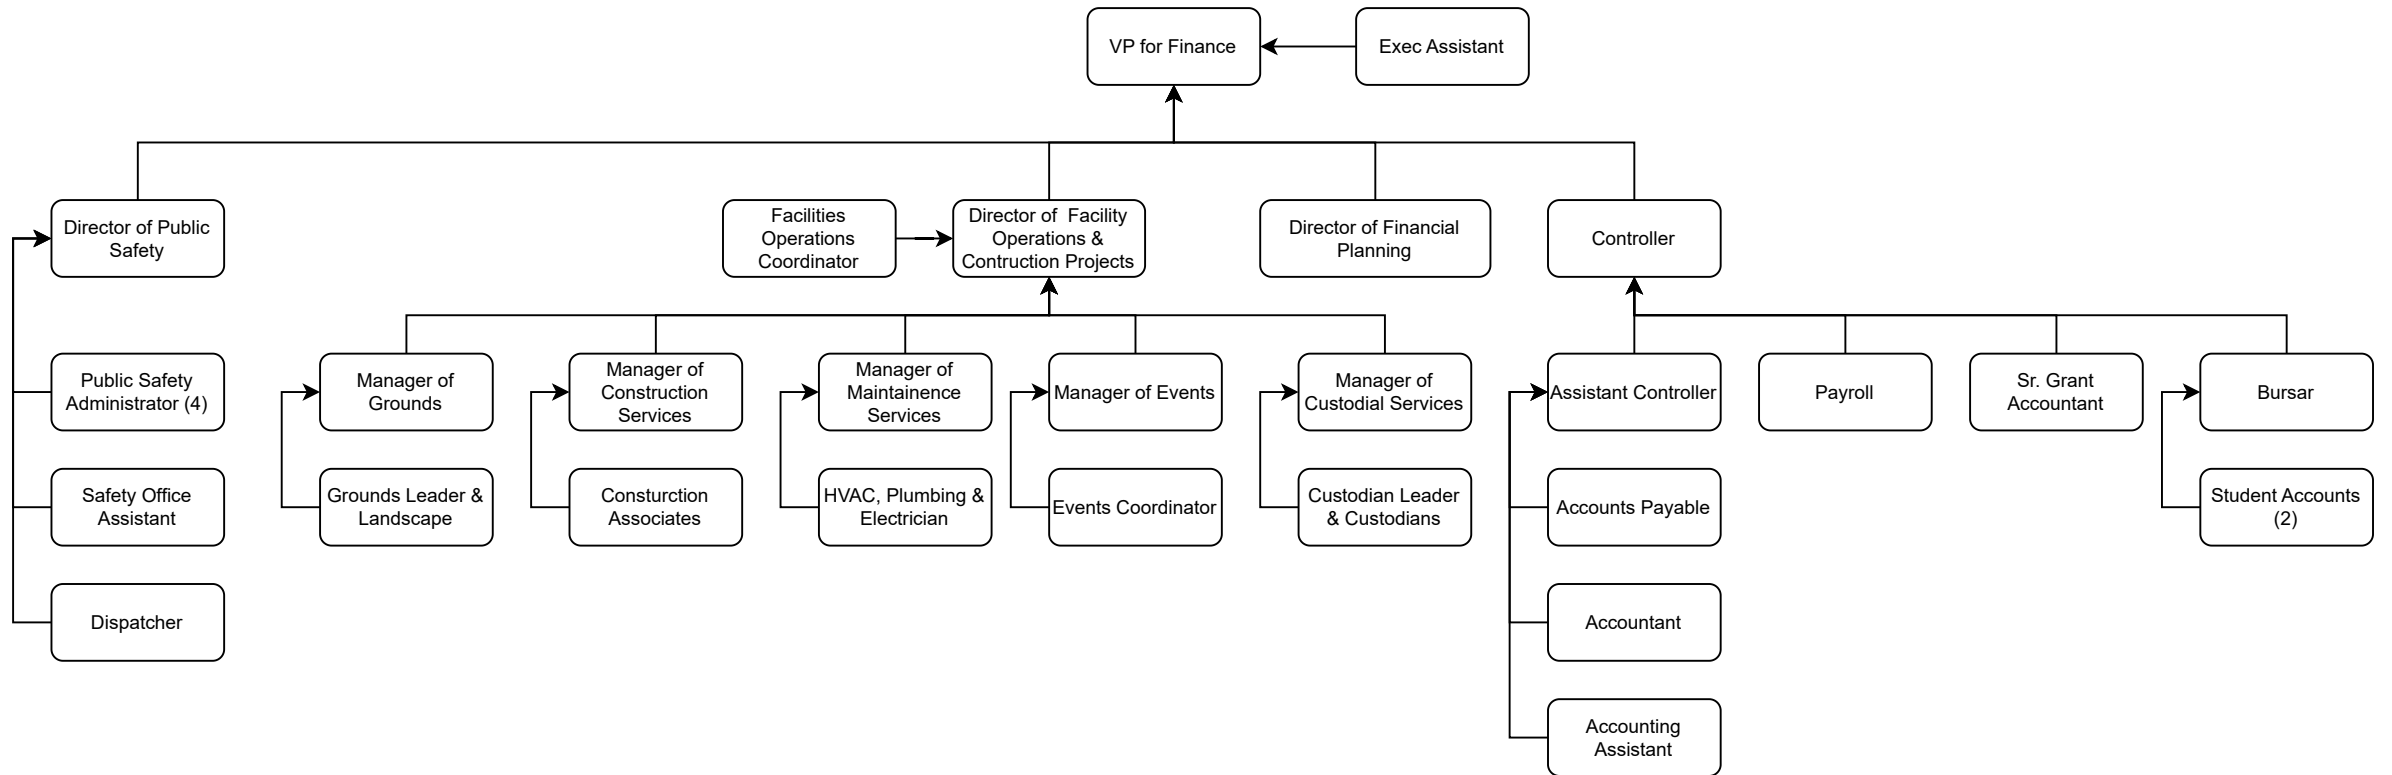 VP for Finance
Exec Assistant
Director of Public
Safety
Facilities
Operations
Coordinator
Director of  Facility
Operations &
Contruction Projects
Director of Financial
Planning
Controller
Public Safety
Administrator (4)
Manager of
Grounds
Manager of
Construction
Services
Manager of
Maintainence
Services
Manager of Events
Manager of
Custodial Services
Assistant Controller
Payroll
Sr. Grant
Accountant
Bursar
Safety Office
Assistant
Grounds Leader &
Landscape
Consturction
Associates
HVAC, Plumbing &
Electrician
Events Coordinator
Custodian Leader
& Custodians
Accounts Payable
Student Accounts
(2)
Dispatcher
Accountant
Accounting
Assistant